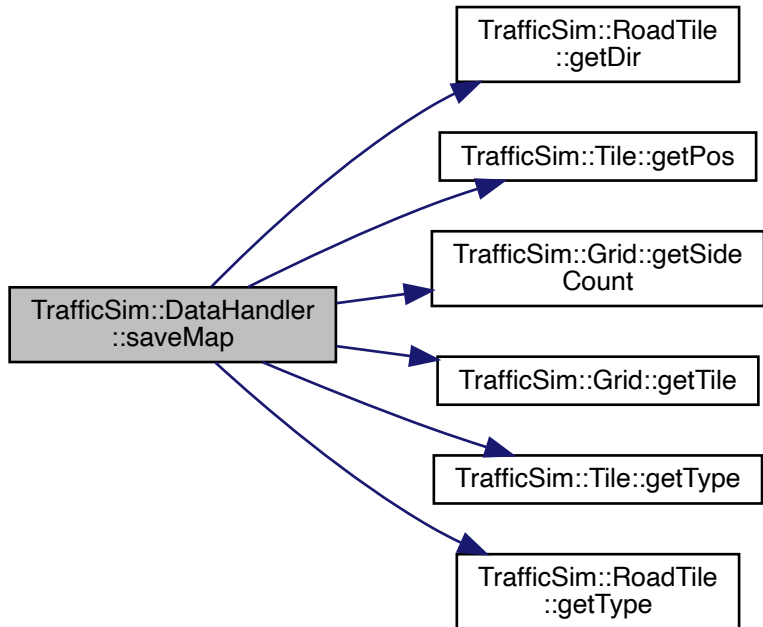 TrafficSim::RoadTile
::getDir
TrafficSim::Tile::getPos
TrafficSim::Grid::getSide
Count
TrafficSim::DataHandler
::saveMap
TrafficSim::Grid::getTile
TrafficSim::Tile::getType
TrafficSim::RoadTile
::getType